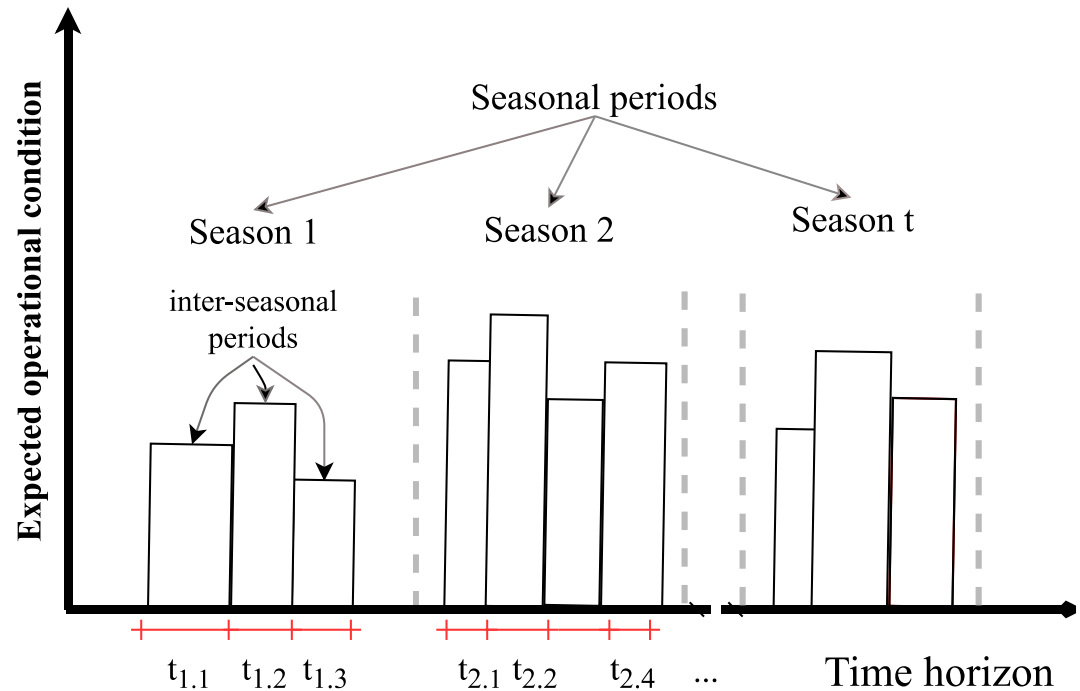 Expected operational condition
Seasonal periods
Season 1
Season 2
Season t
inter-seasonal
periods
t1.1 t1.2 t1.3 t2.1 t2.2 t2.4 ... Time horizon